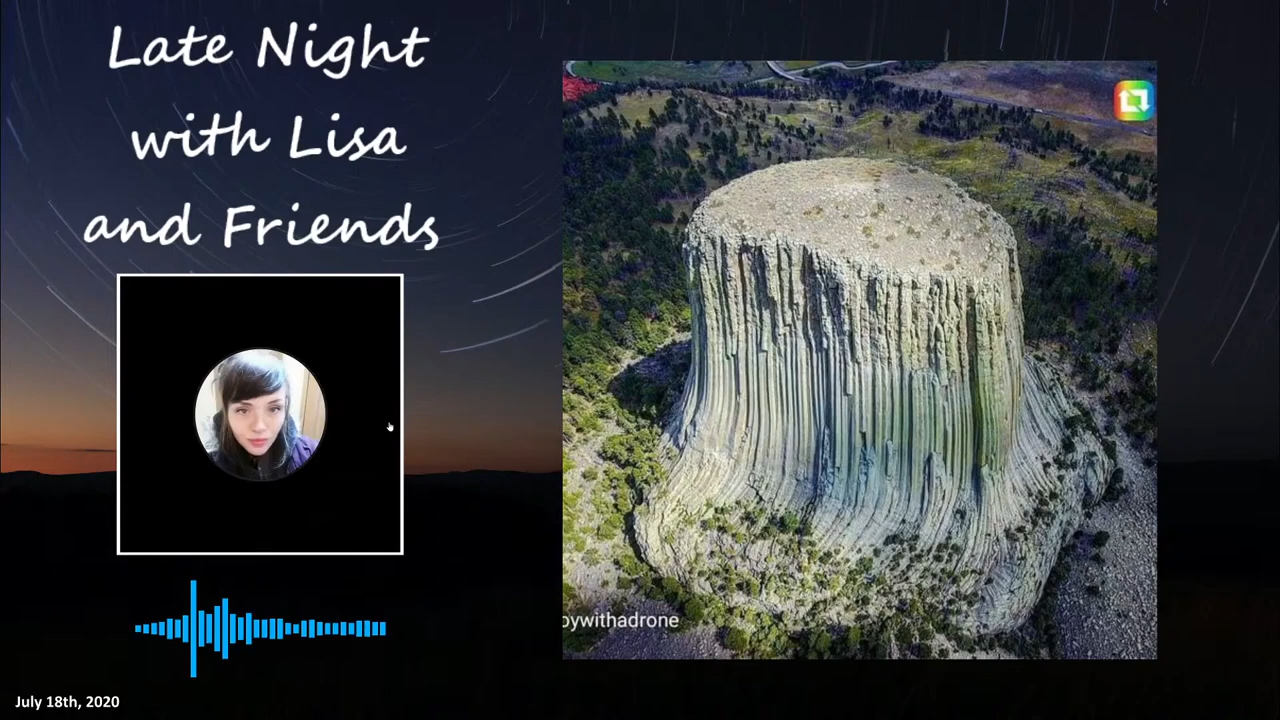 Late Night
with Lisa
and Friends
ywithadrone
July 18th, 2020